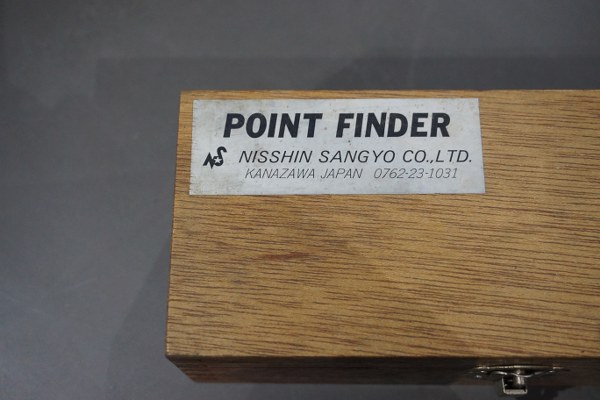 POINT FINDER
NS NISSHIN SANGYO CO.,LTD.
KANAZAWA JAPAN 0762-23-1031